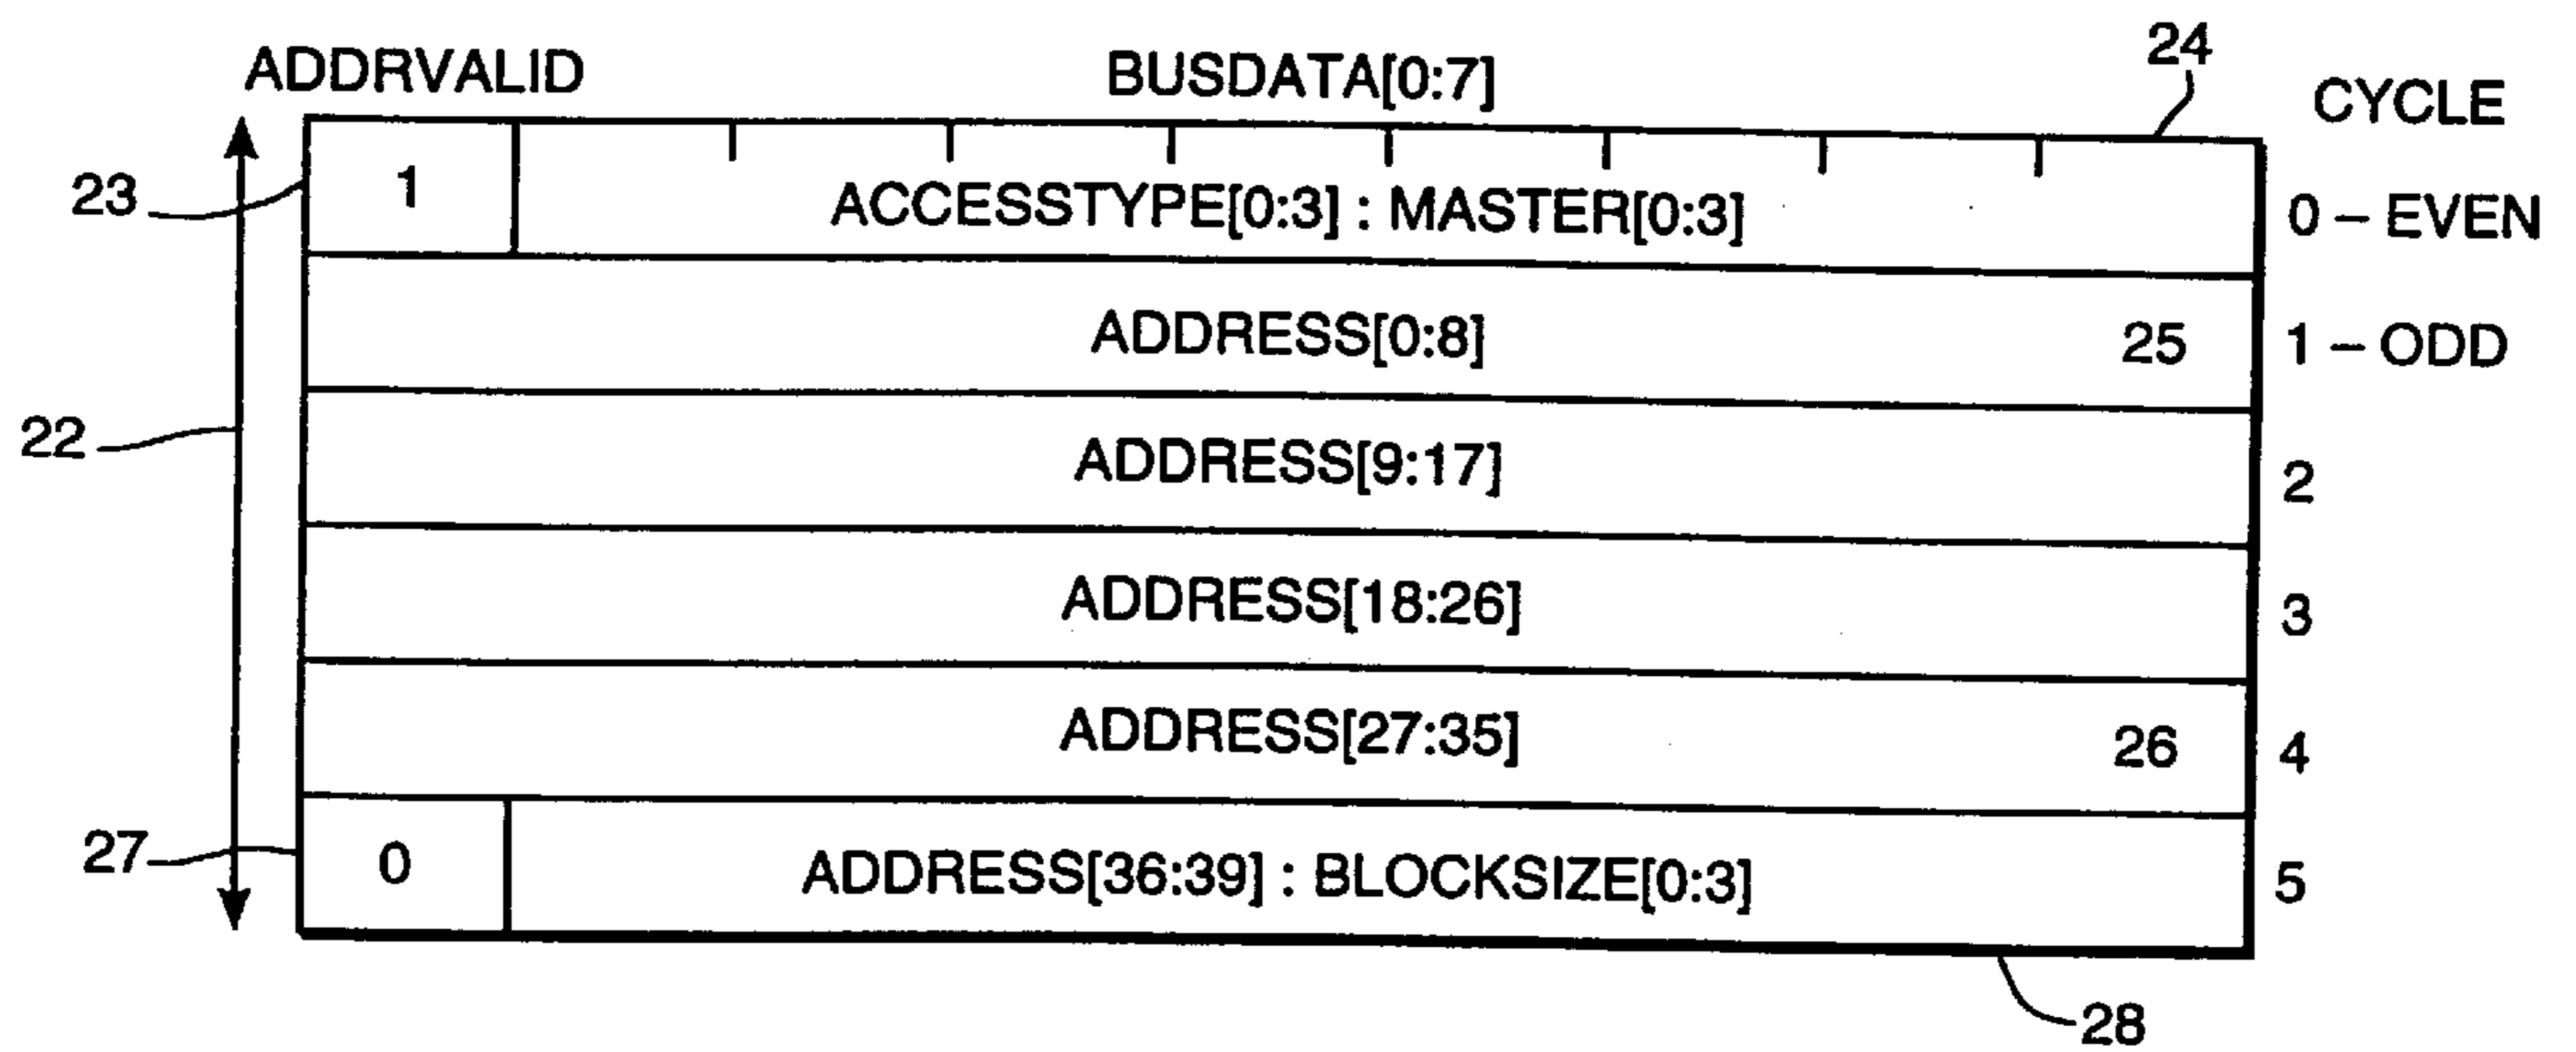 ADDRVALID BUSDATA[0:7] 24 CYCLE
23 1 ACCESSTYPE[0:3] : MASTER[0:3] 0 – EVEN
ADDRESS[0:8] 25 1 – ODD
22 ADDRESS[9:17] 2
ADDRESS[18:26] 3
ADDRESS[27:35] 26 4
27 0 ADDRESS[36:39] : BLOCKSIZE[0:3] 5
28